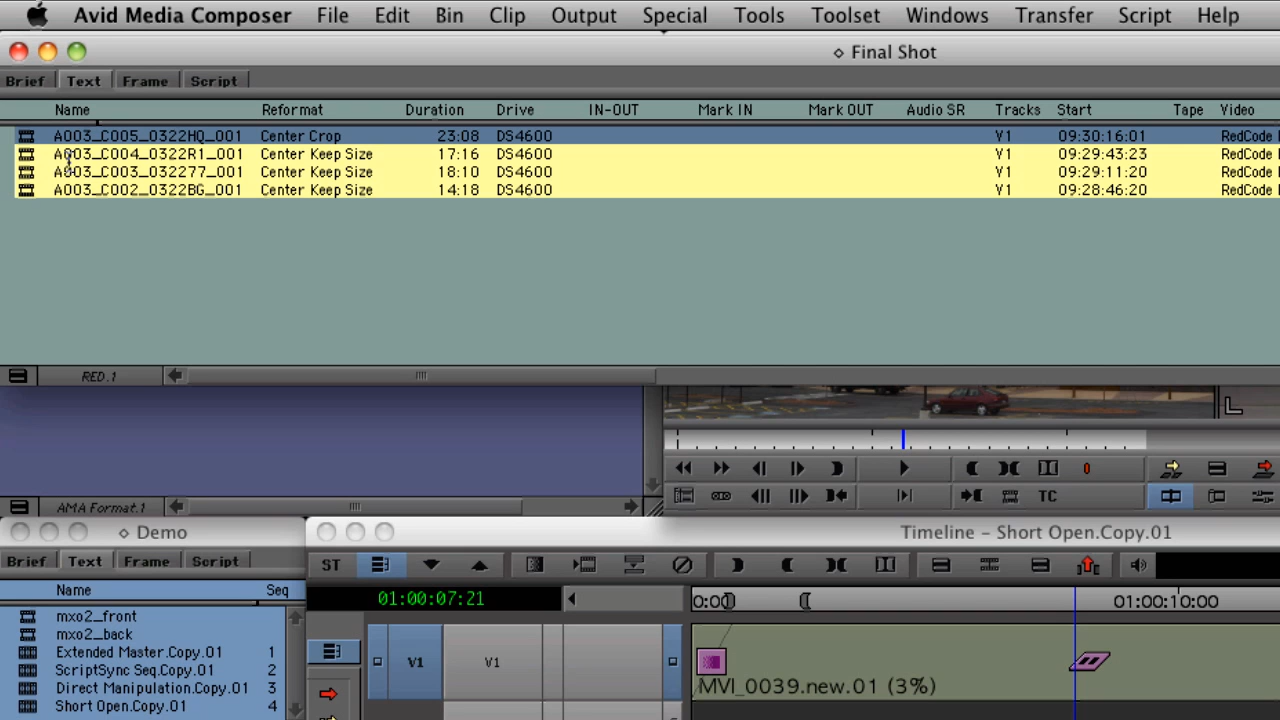 Avid Media Composer File Edit Bin Clip Output Special Tools Toolset Windows Transfer Script Help
Final Shot
Brief Text Frame Script
Name Reformat Duration Drive IN-OUT Mark IN Mark OUT Audio SR Tracks Start Tape Video
A003_C005_0322HQ_001 Center Crop 23:08 DS4600 V1 09:30:16:01 RedCode
A003_C004_0322R1_001 Center Keep Size 17:16 DS4600 V1 09:29:43:23 RedCode
A003_C003_032277_001 Center Keep Size 18:10 DS4600 V1 09:29:11:20 RedCode
A003_C002_0322BG_001 Center Keep Size 14:18 DS4600 V1 09:28:46:20 RedCode
RED.1
TC
AMA Format.1
Demo
Timeline - Short Open.Copy.01
Brief Text Frame Script
ST
Name Seq
01:00:07:21
0:00
01:00:10:00
mxo2_front
mxo2_back
Extended Master.Copy.01 1
ScriptSync Seq.Copy.01 2
Direct Manipulation.Copy.01 3
Short Open.Copy.01 4
V1 V1
MVI_0039.new.01 (3%)